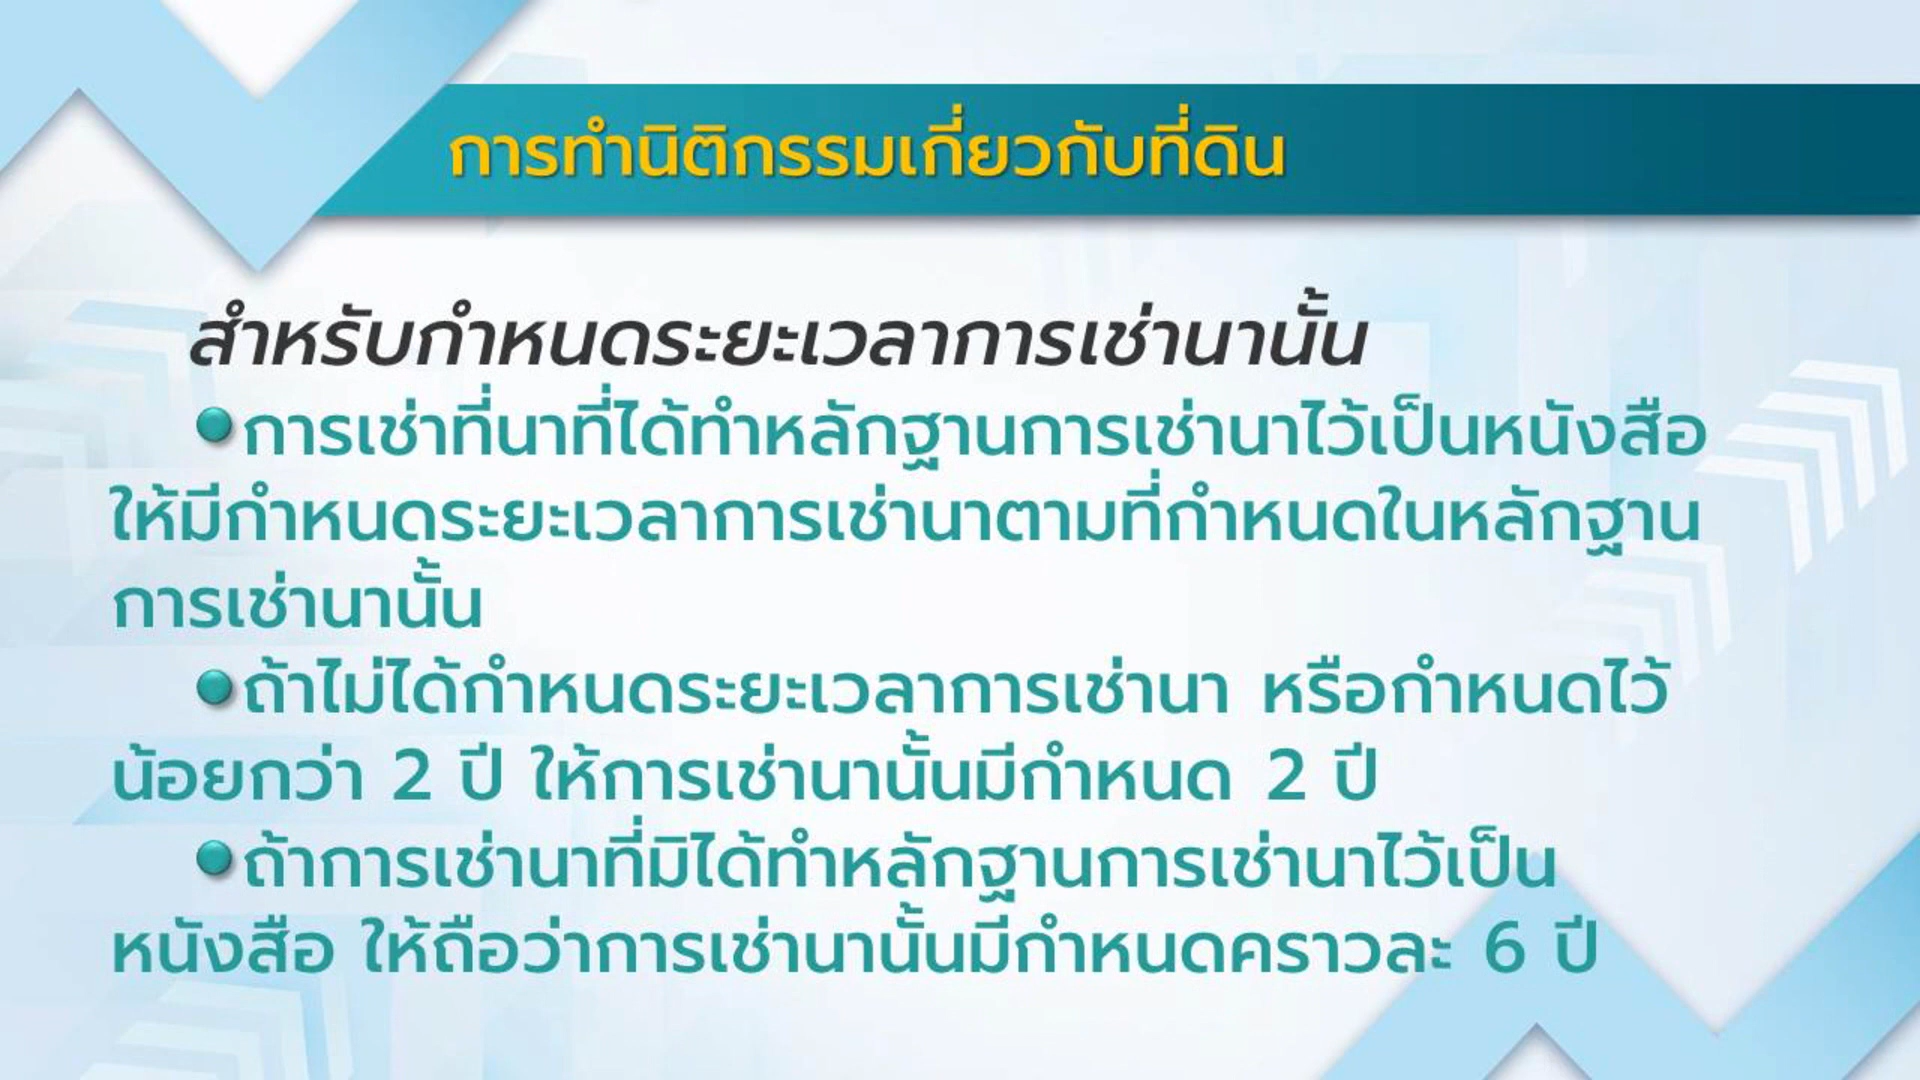 การทำนิติกรรมเกี่ยวกับที่ดิน
สำหรับกำหนดระยะเวลาการเช่านานั้น
การเช่าที่นาที่ได้ทำหลักฐานการเช่านาไว้เป็นหนังสือ
ให้มีกำหนดระยะเวลาการเช่านาตามที่กำหนดในหลักฐาน
การเช่านานั้น
ถ้าไม่ได้กำหนดระยะเวลาการเช่านา หรือกำหนดไว้
น้อยกว่า 2 ปี ให้การเช่านานั้นมีกำหนด 2 ปี
ถ้าการเช่านาที่มิได้ทำหลักฐานการเช่านาไว้เป็น
หนังสือ ให้ถือว่าการเช่านานั้นมีกำหนดคราวละ 6 ปี